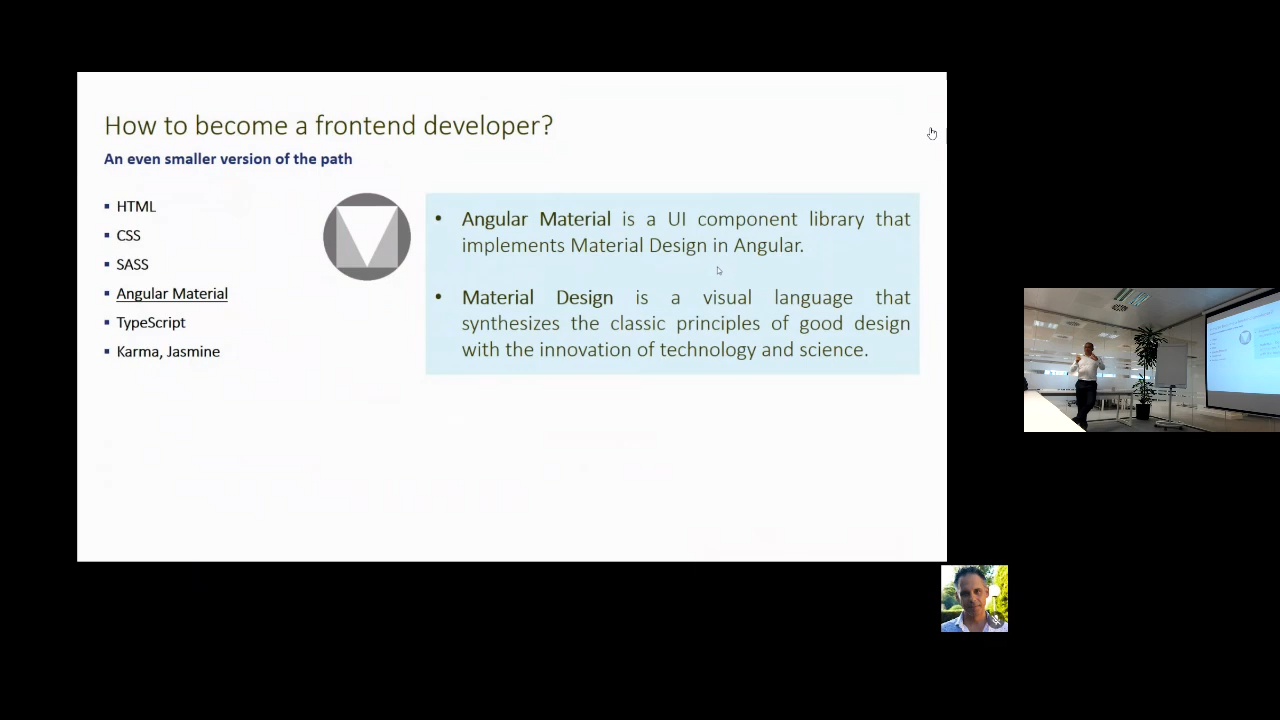 How to become a frontend developer?
An even smaller version of the path
HTML
CSS
SASS
Angular Material
TypeScript
Karma, Jasmine
• Angular Material is a UI component library that
implements Material Design in Angular.
• Material Design is a visual language that
synthesizes the classic principles of good design
with the innovation of technology and science.